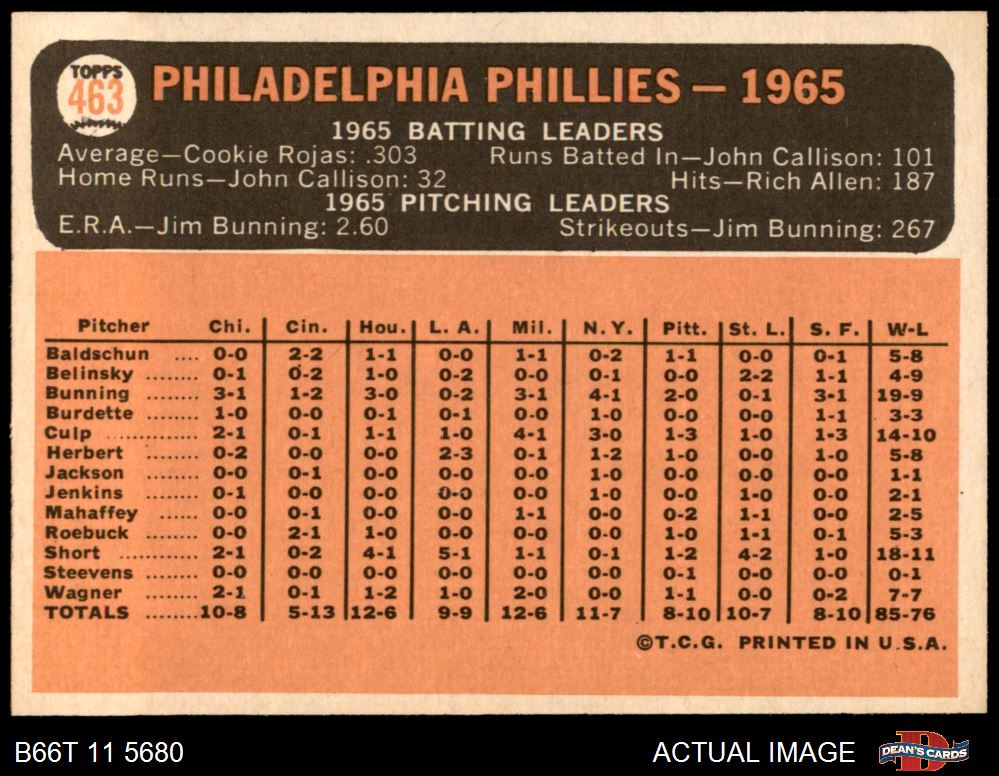 TOPPS
463
PHILADELPHIA PHILLIES — 1965
1965 BATTING LEADERS
Average—Cookie Rojas: .303 Runs Batted In—John Callison: 101
Home Runs—John Callison: 32 Hits—Rich Allen: 187
1965 PITCHING LEADERS
E.R.A.—Jim Bunning: 2.60 Strikeouts—Jim Bunning: 267
Pitcher Chi. Cin. Hou. L. A. Mil. N. Y. Pitt. St. L. S. F. W-L
Baldschun .... 0-0 2-2 1-1 0-0 1-1 0-2 1-1 0-0 0-1 5-8
Belinsky ........ 0-1 0-2 1-0 0-2 0-0 0-1 0-0 2-2 1-1 4-9
Bunning ........ 3-1 1-2 3-0 0-2 3-1 4-1 2-0 0-1 3-1 19-9
Burdette ........ 1-0 0-0 0-1 0-1 0-0 1-0 0-0 0-0 1-1 3-3
Culp .............. 2-1 0-1 1-1 1-0 4-1 3-0 1-3 1-0 1-3 14-10
Herbert ........ 0-2 0-0 0-0 2-3 0-1 1-2 1-0 0-0 1-0 5-8
Jackson ........ 0-0 0-1 0-0 0-0 0-0 1-0 0-0 0-0 0-0 1-1
Jenkins ........ 0-1 0-0 0-0 0-0 0-0 1-0 0-0 1-0 0-0 2-1
Mahaffey ...... 0-0 0-1 0-0 0-0 1-1 0-0 0-2 1-1 0-0 2-5
Roebuck ........ 0-0 2-1 1-0 0-0 0-0 0-0 1-0 1-1 0-1 5-3
Short ............ 2-1 0-2 4-1 5-1 1-1 0-1 1-2 4-2 1-0 18-11
Steevens ........ 0-0 0-0 0-0 0-0 0-0 0-0 0-1 0-0 0-0 0-1
Wagner ........ 2-1 0-1 1-2 1-0 2-0 0-0 1-1 0-0 0-2 7-7
TOTALS ........ 10-8 5-13 12-6 9-9 12-6 11-7 8-10 10-7 8-10 85-76
©T.C.G. PRINTED IN U.S.A.
B66T 11 5680 ACTUAL IMAGE DEAN'S CARDS